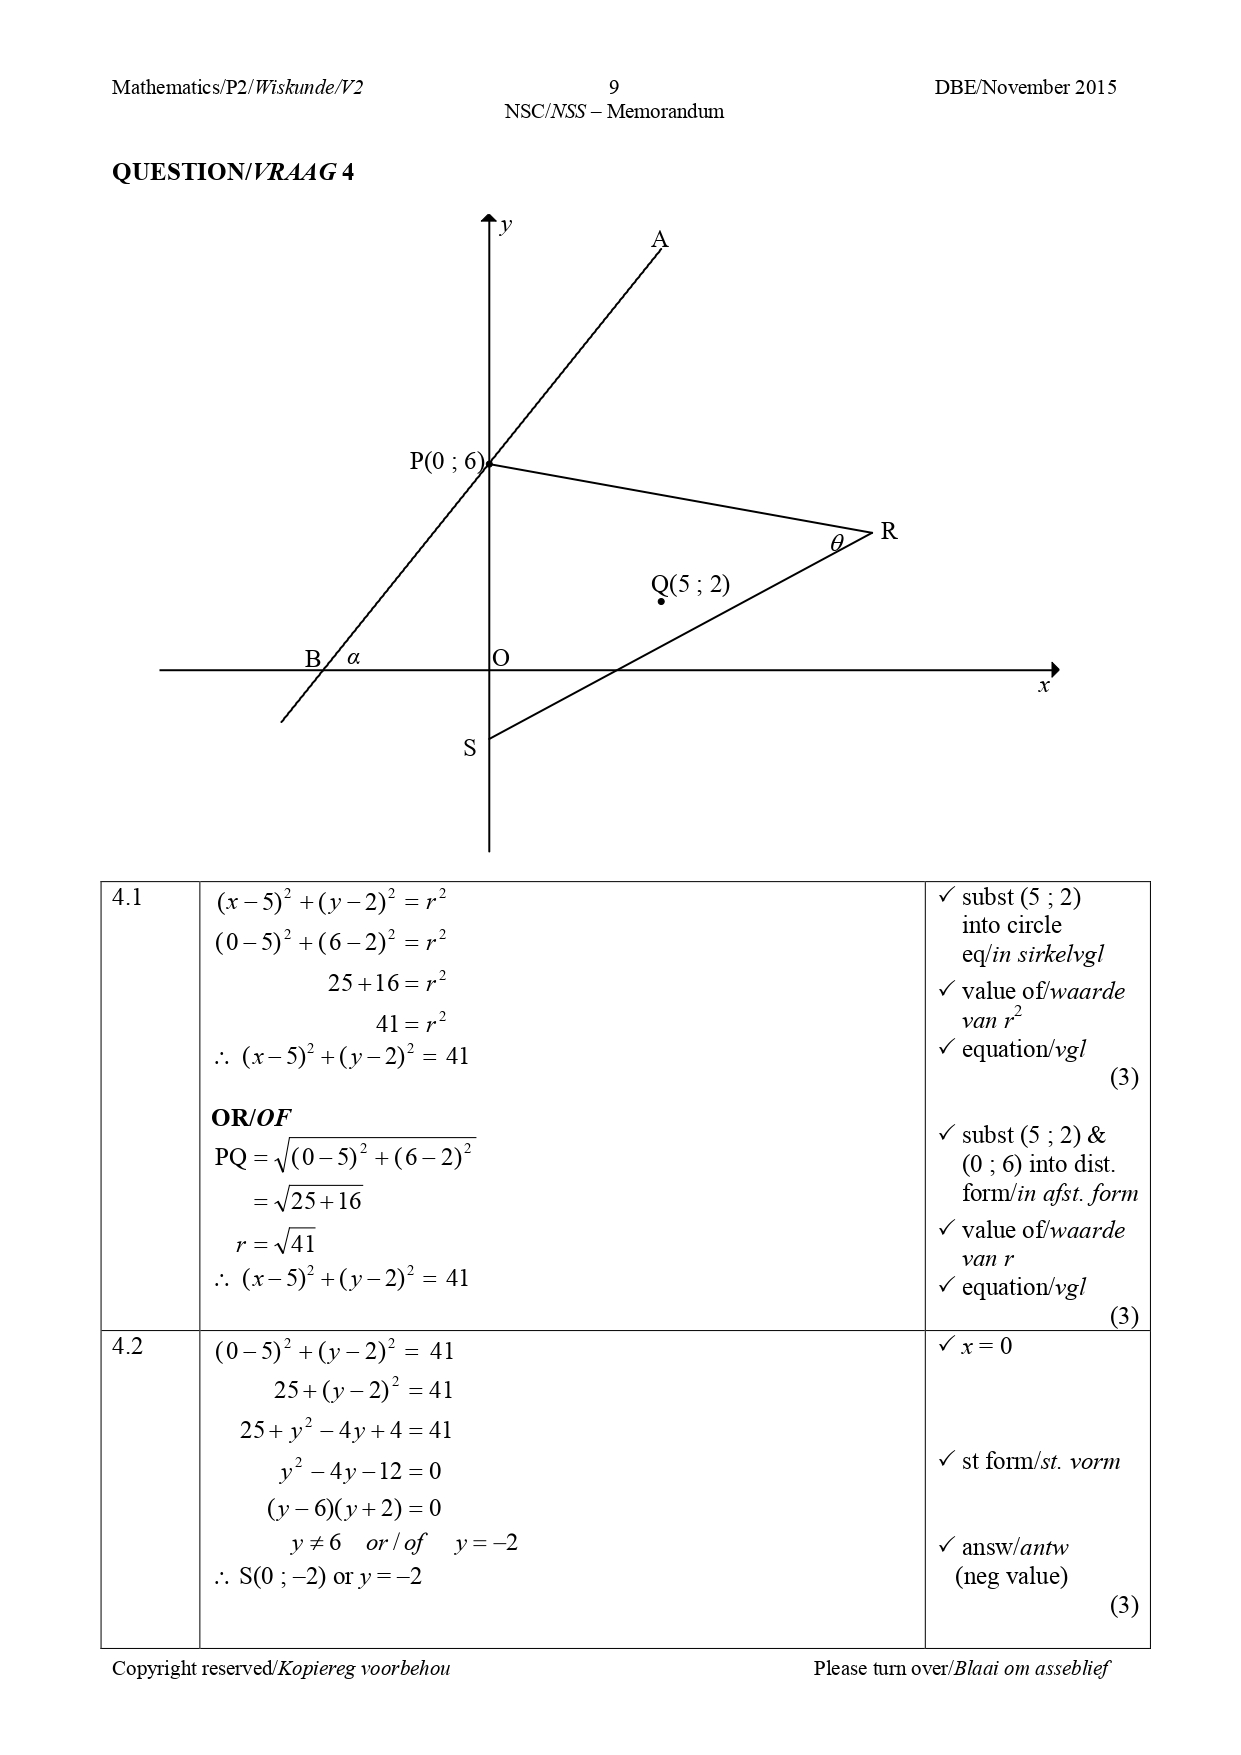 Mathematics/P2/Wiskunde/V2 9 DBE/November 2015
NSC/NSS – Memorandum
QUESTION/VRAAG 4
y
A
P(0 ; 6)
R
θ
Q(5 ; 2)
B α O
x
S
4.1
(x – 5)² + (y – 2)² = r²
(0 – 5)² + (6 – 2)² = r²
25 + 16 = r²
41 = r²
∴ (x – 5)² + (y – 2)² = 41
OR/OF
PQ = √((0 – 5)² + (6 – 2)²)
= √(25 + 16)
r = √41
∴ (x – 5)² + (y – 2)² = 41
✓ subst (5 ; 2)
into circle
eq/in sirkelvgl
✓ value of/waarde
van r²
✓ equation/vgl
(3)
✓ subst (5 ; 2) &
(0 ; 6) into dist.
form/in afst. form
✓ value of/waarde
van r
✓ equation/vgl
(3)
4.2
(0 – 5)² + (y – 2)² = 41
25 + (y – 2)² = 41
25 + y² – 4y + 4 = 41
y² – 4y – 12 = 0
(y – 6)(y + 2) = 0
y ≠ 6 or / of y = –2
∴ S(0 ; –2) or y = –2
✓ x = 0
✓ st form/st. vorm
✓ answ/antw
(neg value)
(3)
Copyright reserved/Kopiereg voorbehou Please turn over/Blaai om asseblief